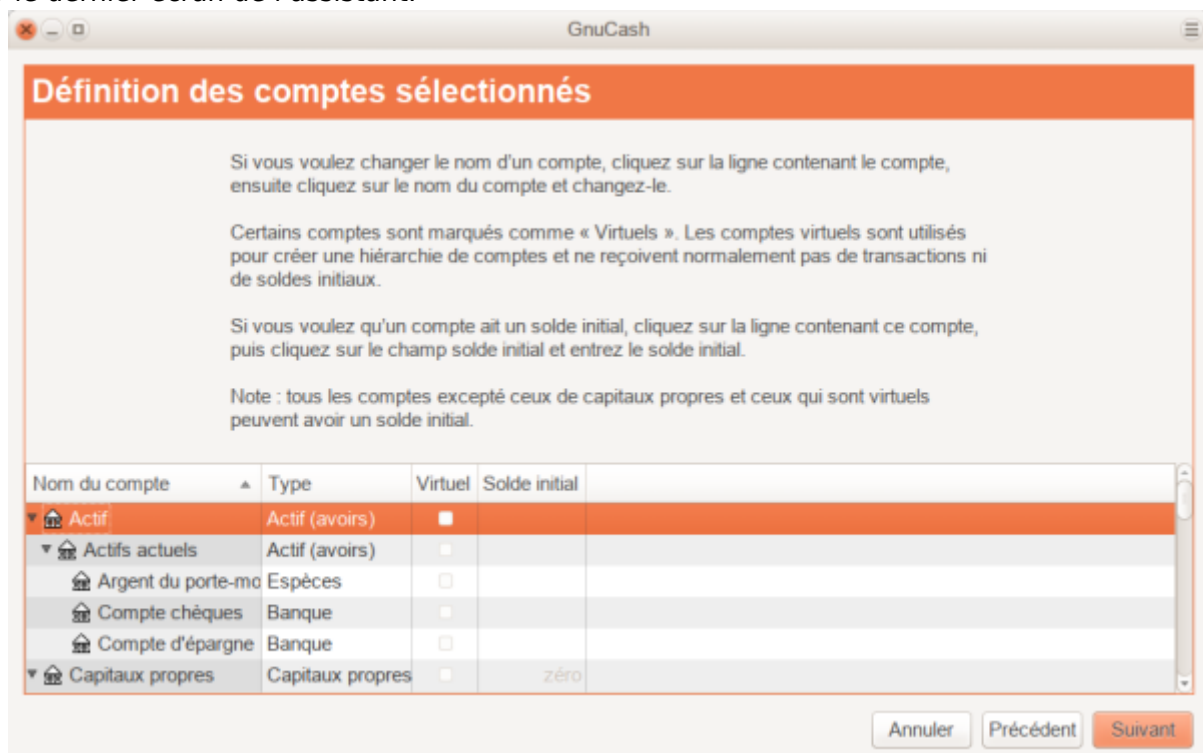 le dernier écran de l'assistant.
GnuCash
Définition des comptes sélectionnés
Si vous voulez changer le nom d'un compte, cliquez sur la ligne contenant le compte,
ensuite cliquez sur le nom du compte et changez-le.
Certains comptes sont marqués comme « Virtuels ». Les comptes virtuels sont utilisés
pour créer une hiérarchie de comptes et ne reçoivent normalement pas de transactions ni
de soldes initiaux.
Si vous voulez qu'un compte ait un solde initial, cliquez sur la ligne contenant ce compte,
puis cliquez sur le champ solde initial et entrez le solde initial.
Note : tous les comptes excepté ceux de capitaux propres et ceux qui sont virtuels
peuvent avoir un solde initial.
Nom du compte Type Virtuel Solde initial
Actif Actif (avoirs)
Actifs actuels Actif (avoirs)
Argent du porte-mo Espèces
Compte chèques Banque
Compte d'épargne Banque
Capitaux propres Capitaux propres zéro
Annuler Précédent Suivant